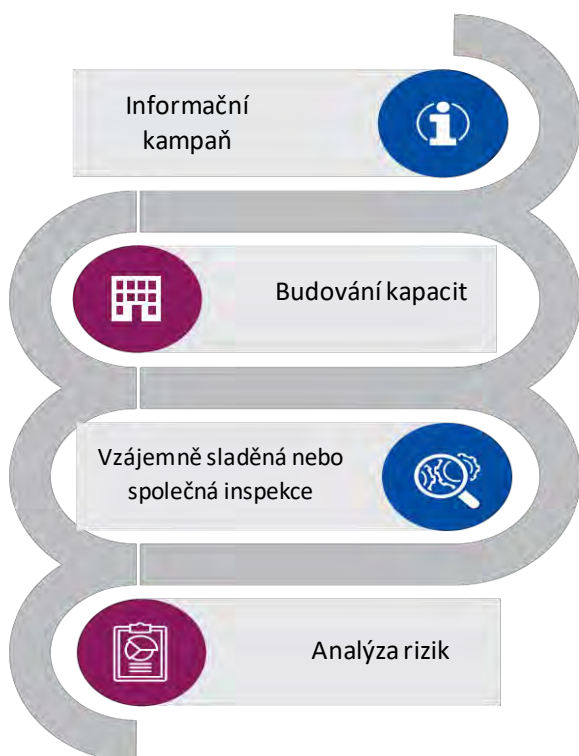 Informační
kampaň
Budování kapacit
Vzájemně sladěná nebo
společná inspekce
Analýza rizik